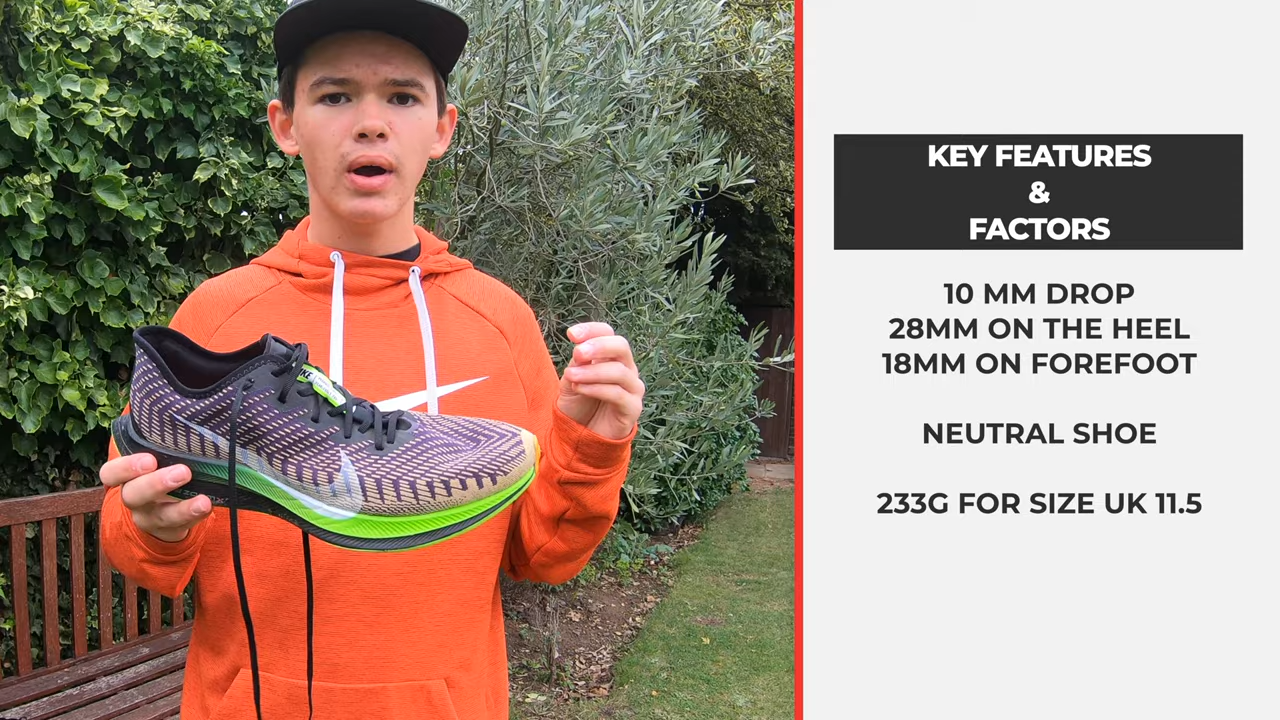 KEY FEATURES
&
FACTORS
10 MM DROP
28MM ON THE HEEL
18MM ON FOREFOOT
NEUTRAL SHOE
233G FOR SIZE UK 11.5